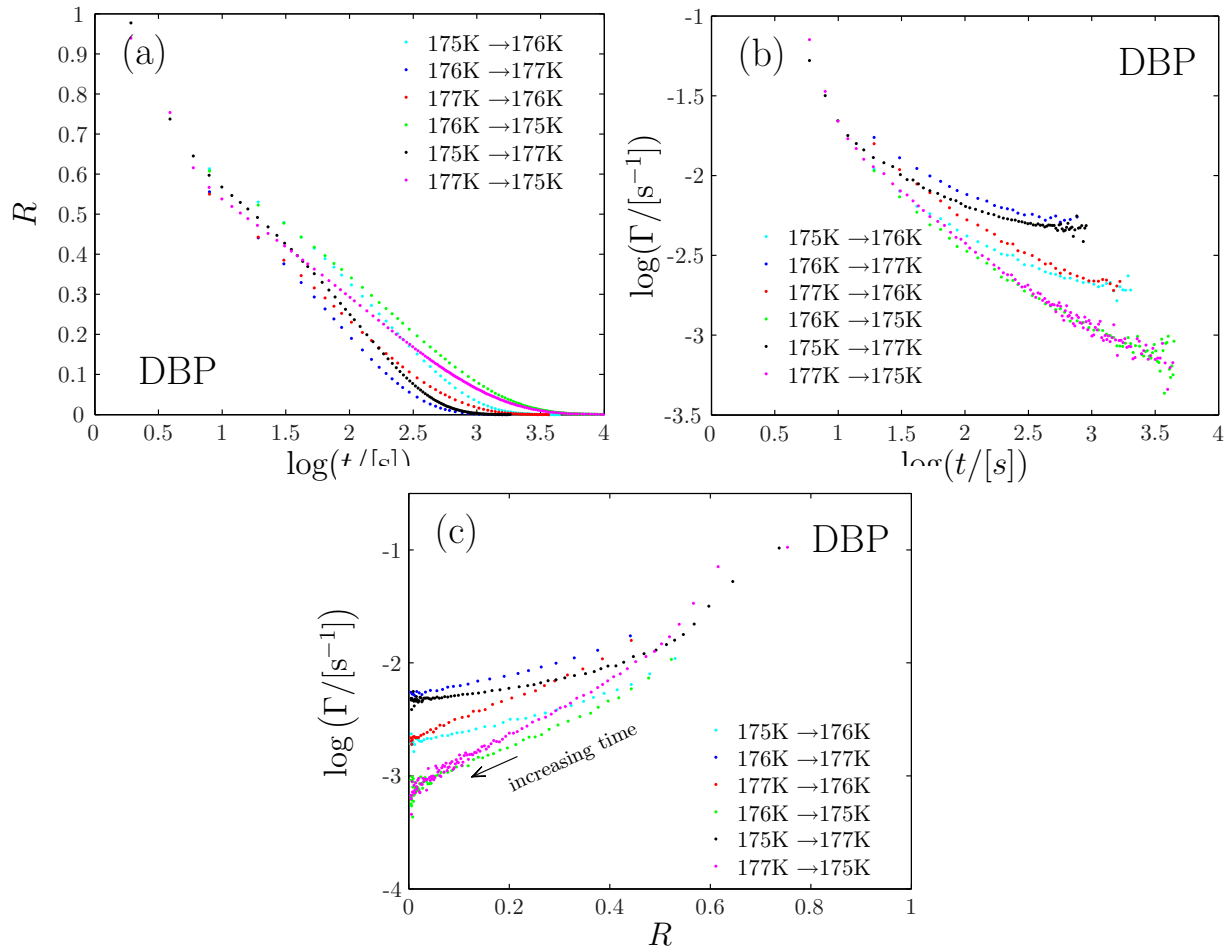 (a)
175K →176K
176K →177K
177K →176K
176K →175K
175K →177K
177K →175K
DBP
R
1
0.9
0.8
0.7
0.6
0.5
0.4
0.3
0.2
0.1
0
0 0.5 1 1.5 2 2.5 3 3.5 4
log(t/[s])
(b)
DBP
log(Γ/[s⁻¹])
-1
-1.5
-2
-2.5
-3
-3.5
175K →176K
176K →177K
177K →176K
176K →175K
175K →177K
177K →175K
0 0.5 1 1.5 2 2.5 3 3.5 4
log(t/[s])
(c)
DBP
log (Γ/[s⁻¹])
-1
-2
-3
-4
increasing time
175K →176K
176K →177K
177K →176K
176K →175K
175K →177K
177K →175K
0 0.2 0.4 0.6 0.8 1
R